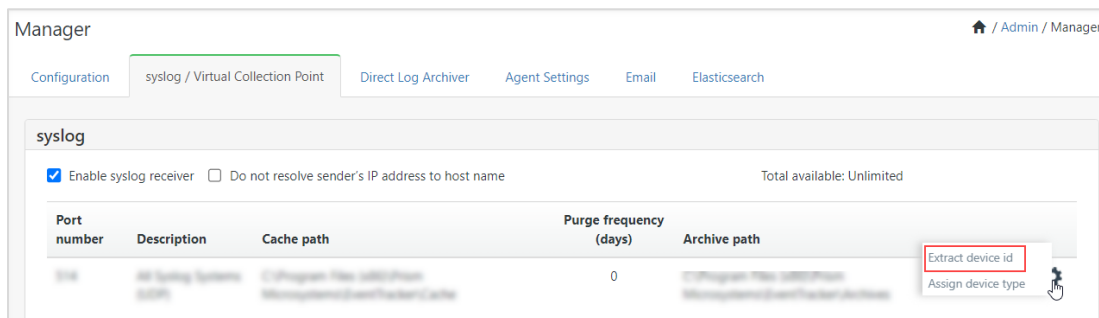 Manager
/ Admin / Manager
Configuration
syslog / Virtual Collection Point
Direct Log Archiver
Agent Settings
Email
Elasticsearch
syslog
Enable syslog receiver
Do not resolve sender's IP address to host name
Total available: Unlimited
Port number
Description
Cache path
Purge frequency (days)
Archive path
0
Extract device id
Assign device type